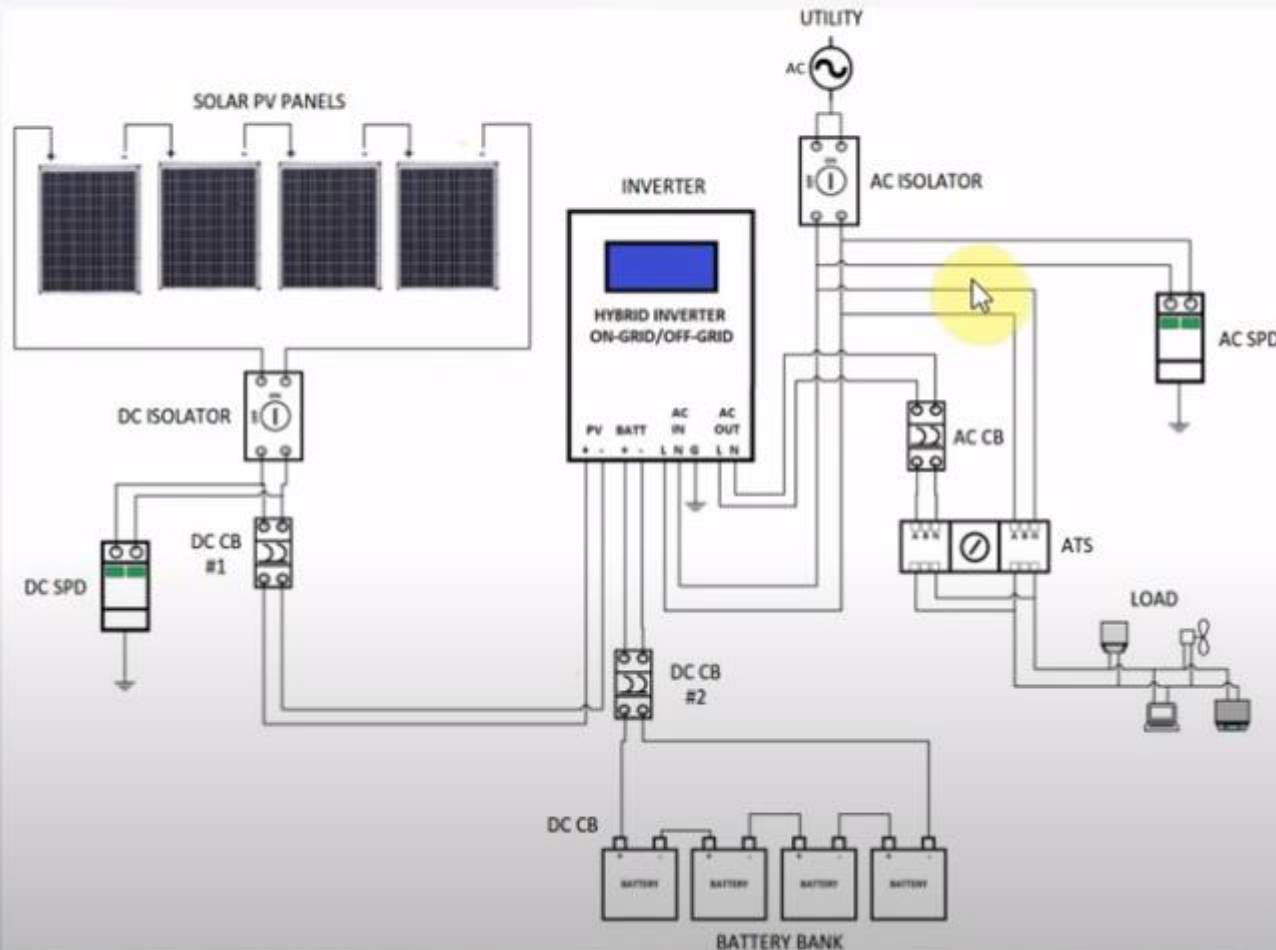 UTILITY
AC
SOLAR PV PANELS
+ - + - + - + -
INVERTER
AC ISOLATOR
HYBRID INVERTER
ON-GRID/OFF-GRID
AC SPD
DC ISOLATOR
PV BATT AC IN AC OUT
+ - + - L N G L N
AC CB
DC CB
#1
A B N
A B N
ATS
DC SPD
LOAD
DC CB
#2
DC CB
+ - + - + - + -
BATTERY BATTERY BATTERY BATTERY
BATTERY BANK